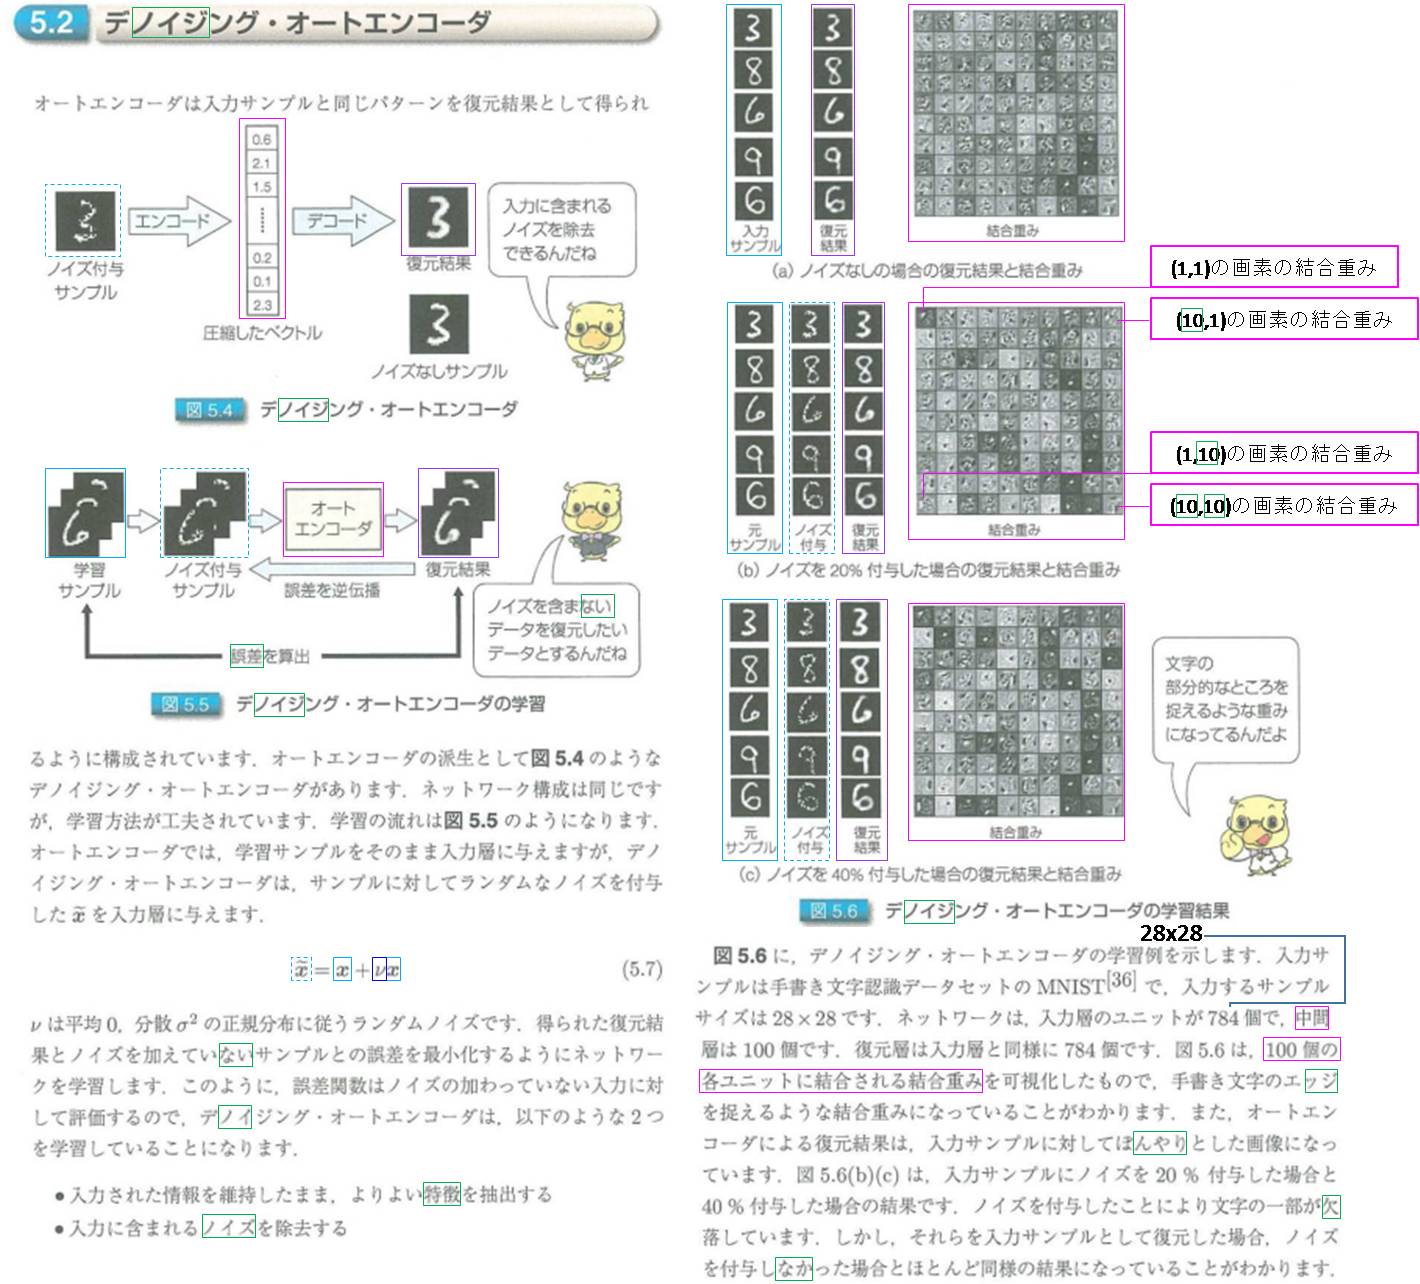 5.2 デノイジング・オートエンコーダ
オートエンコーダは入力サンプルと同じパターンを復元結果として得られ
0.6
2.1
1.5
0.2
0.1
2.3
エンコード
デコード
ノイズ付与
サンプル
圧縮したベクトル
復元結果
ノイズなしサンプル
入力に含まれる
ノイズを除去
できるんだね
図 5.4 デノイジング・オートエンコーダ
オート
エンコーダ
学習
サンプル
ノイズ付与
サンプル
誤差を逆伝播
復元結果
誤差を算出
ノイズを含まない
データを復元したい
データとするんだね
図 5.5 デノイジング・オートエンコーダの学習
るように構成されています．オートエンコーダの派生として図 5.4 のような
デノイジング・オートエンコーダがあります．ネットワーク構成は同じです
が，学習方法が工夫されています．学習の流れは図 5.5 のようになります．
オートエンコーダでは，学習サンプルをそのまま入力層に与えますが，デノ
イジング・オートエンコーダは，サンプルに対してランダムなノイズを付与
した x̃ を入力層に与えます．
x̃ = x + νx (5.7)
ν は平均 0，分散 σ² の正規分布に従うランダムノイズです．得られた復元結
果とノイズを加えていないサンプルとの誤差を最小化するようにネットワー
クを学習します．このように，誤差関数はノイズの加わっていない入力に対
して評価するので，デノイジング・オートエンコーダは，以下のような 2 つ
を学習していることになります．
● 入力された情報を維持したまま，よりよい特徴を抽出する
● 入力に含まれるノイズを除去する
3 3
8 8
6 6
9 9
6 6
入力
サンプル
復元
結果
結合重み
(a) ノイズなしの場合の復元結果と結合重み
(1,1)の画素の結合重み
(10,1)の画素の結合重み
(1,10)の画素の結合重み
(10,10)の画素の結合重み
3 3 3
8 8 8
6 6 6
9 9 9
6 6 6
元
サンプル
ノイズ
付与
復元
結果
結合重み
(b) ノイズを 20% 付与した場合の復元結果と結合重み
3 3 3
8 8 8
6 6 6
9 9 9
6 6 6
元
サンプル
ノイズ
付与
復元
結果
結合重み
(c) ノイズを 40% 付与した場合の復元結果と結合重み
文字の
部分的なところを
捉えるような重み
になってるんだよ
図 5.6 デノイジング・オートエンコーダの学習結果
28x28
図 5.6 に，デノイジング・オートエンコーダの学習例を示します．入力サ
ンプルは手書き文字認識データセットの MNIST[36] で，入力するサンプル
サイズは 28×28 です．ネットワークは，入力層のユニットが 784 個で，中間
層は 100 個です．復元層は入力層と同様に 784 個です．図 5.6 は，100 個の
各ユニットに結合される結合重みを可視化したもので，手書き文字のエッジ
を捉えるような結合重みになっていることがわかります．また，オートエン
コーダによる復元結果は，入力サンプルに対してぼんやりとした画像になっ
ています．図 5.6(b)(c) は，入力サンプルにノイズを 20 % 付与した場合と
40 % 付与した場合の結果です．ノイズを付与したことにより文字の一部が欠
落しています．しかし，それらを入力サンプルとして復元した場合，ノイズ
を付与しなかった場合とほとんど同様の結果になっていることがわかります．